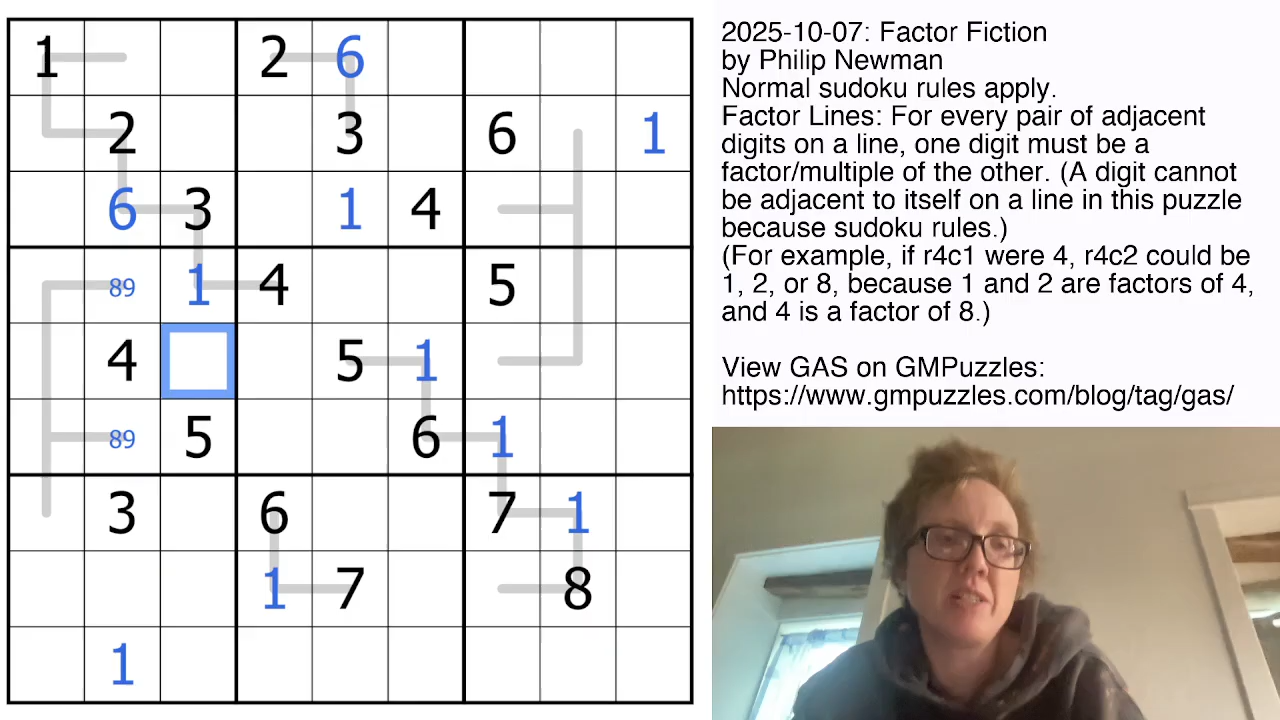 1 2 6
2 3 6 1
6 3 1 4
89 1 4 5
4 5 1
89 5 6 1
3 6 7 1
1 7 8
1
2025-10-07: Factor Fiction
by Philip Newman
Normal sudoku rules apply.
Factor Lines: For every pair of adjacent
digits on a line, one digit must be a
factor/multiple of the other. (A digit cannot
be adjacent to itself on a line in this puzzle
because sudoku rules.)
(For example, if r4c1 were 4, r4c2 could be
1, 2, or 8, because 1 and 2 are factors of 4,
and 4 is a factor of 8.)
View GAS on GMPuzzles:
https://www.gmpuzzles.com/blog/tag/gas/